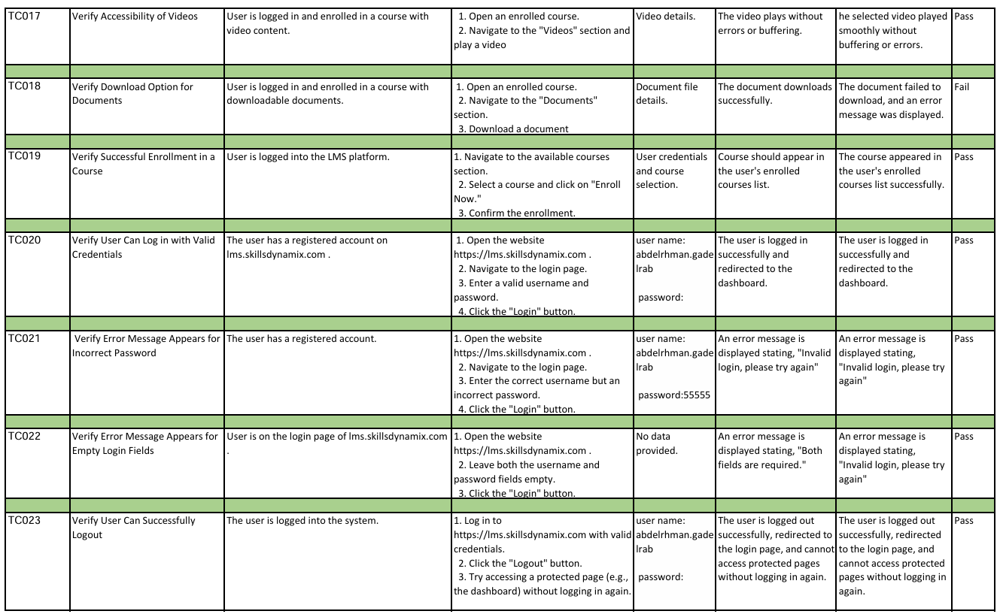 TC017
Verify Accessibility of Videos
User is logged in and enrolled in a course with
video content.
1. Open an enrolled course.
2. Navigate to the "Videos" section and
play a video
Video details.
The video plays without
errors or buffering.
he selected video played
smoothly without
buffering or errors.
Pass
TC018
Verify Download Option for
Documents
User is logged in and enrolled in a course with
downloadable documents.
1. Open an enrolled course.
2. Navigate to the "Documents"
section.
3. Download a document
Document file
details.
The document downloads
successfully.
The document failed to
download, and an error
message was displayed.
Fail
TC019
Verify Successful Enrollment in a
Course
User is logged into the LMS platform.
1. Navigate to the available courses
section.
2. Select a course and click on "Enroll
Now."
3. Confirm the enrollment.
User credentials
and course
selection.
Course should appear in
the user's enrolled
courses list.
The course appeared in
the user's enrolled
courses list successfully.
Pass
TC020
Verify User Can Log in with Valid
Credentials
The user has a registered account on
lms.skillsdynamix.com .
1. Open the website
https://lms.skillsdynamix.com .
2. Navigate to the login page.
3. Enter a valid username and
password.
4. Click the "Login" button.
user name:
abdelrhman.gade
lrab
password:
The user is logged in
successfully and
redirected to the
dashboard.
The user is logged in
successfully and
redirected to the
dashboard.
Pass
TC021
Verify Error Message Appears for
Incorrect Password
The user has a registered account.
1. Open the website
https://lms.skillsdynamix.com .
2. Navigate to the login page.
3. Enter the correct username but an
incorrect password.
4. Click the "Login" button.
user name:
abdelrhman.gade
lrab
password:55555
An error message is
displayed stating, "Invalid
login, please try again"
An error message is
displayed stating,
"Invalid login, please try
again"
Pass
TC022
Verify Error Message Appears for
Empty Login Fields
User is on the login page of lms.skillsdynamix.com
.
1. Open the website
https://lms.skillsdynamix.com .
2. Leave both the username and
password fields empty.
3. Click the "Login" button.
No data
provided.
An error message is
displayed stating, "Both
fields are required."
An error message is
displayed stating,
"Invalid login, please try
again"
Pass
TC023
Verify User Can Successfully
Logout
The user is logged into the system.
1. Log in to
https://lms.skillsdynamix.com with valid
credentials.
2. Click the "Logout" button.
3. Try accessing a protected page (e.g.,
the dashboard) without logging in again.
user name:
abdelrhman.gade
lrab
password:
The user is logged out
successfully, redirected to
the login page, and cannot
access protected pages
without logging in again.
The user is logged out
successfully, redirected
to the login page, and
cannot access protected
pages without logging in
again.
Pass